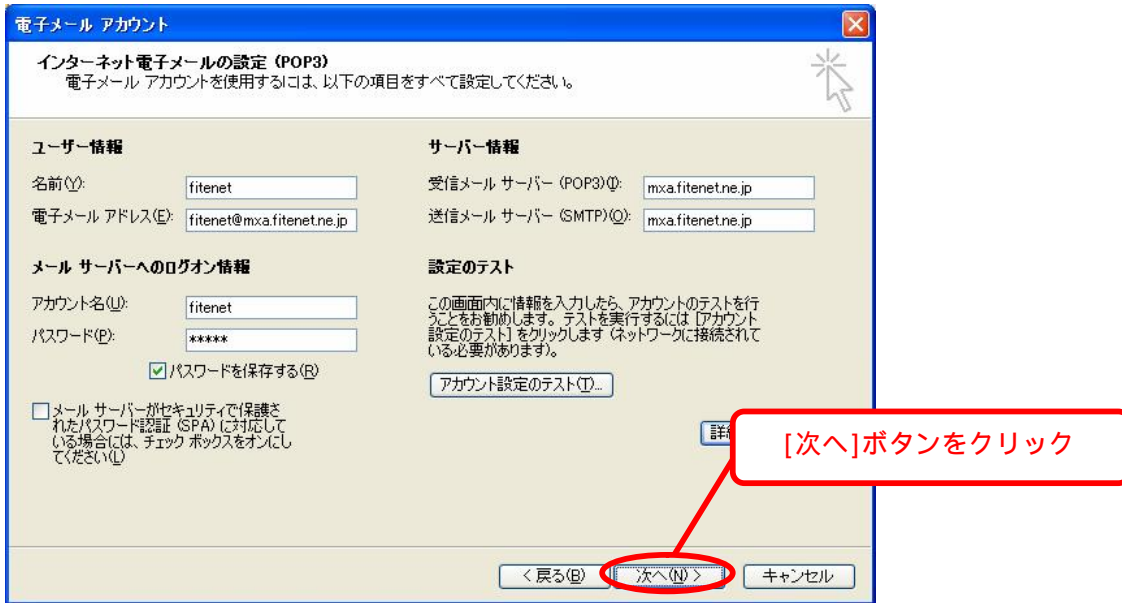 電子メール アカウント
インターネット電子メールの設定 (POP3)
電子メール アカウントを使用するには、以下の項目をすべて設定してください。
ユーザー情報
名前(Y):
fitenet
電子メール アドレス(E):
fitenet@mxa.fitenet.ne.jp
メール サーバーへのログオン情報
アカウント名(U):
fitenet
パスワード(P):
*****
パスワードを保存する(R)
メール サーバーがセキュリティで保護さ
れたパスワード認証 (SPA) に対応して
いる場合には、チェック ボックスをオンにし
てください(L)
サーバー情報
受信メール サーバー (POP3)(I):
mxa.fitenet.ne.jp
送信メール サーバー (SMTP)(O):
mxa.fitenet.ne.jp
設定のテスト
この画面内に情報を入力したら、アカウントのテストを行
うことをお勧めします。テストを実行するには [アカウント
設定のテスト] をクリックします (ネットワークに接続されて
いる必要があります)。
アカウント設定のテスト(T)...
[次へ]ボタンをクリック
< 戻る(B)
次へ(N) >
キャンセル